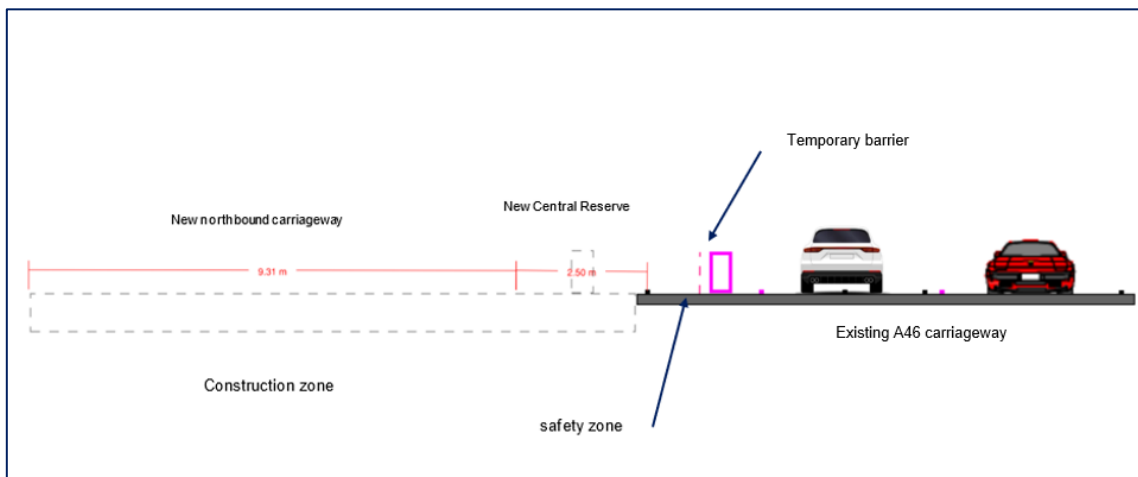 Temporary barrier
New Central Reserve
New northbound carriageway
9.31 m
2.50 m
Existing A46 carriageway
Construction zone
safety zone